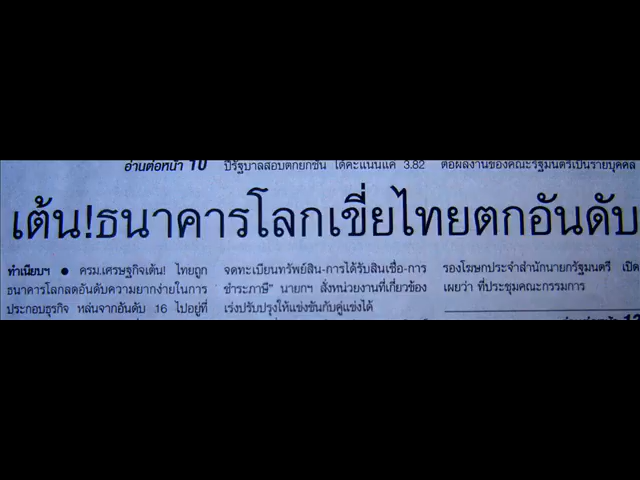 อ่านต่อหน้า 10
ปีรัฐบาลสอบตกยกชั้น ได้คะแนนแค่ 3.82
ต่อผลงานของคณะรัฐมนตรีเป็นรายบุคคล
เต้น!ธนาคารโลกเขี่ยไทยตกอันดับ
ทำเนียบฯ ● ครม.เศรษฐกิจเต้น! ไทยถูก
ธนาคารโลกลดอันดับความยากง่ายในการ
ประกอบธุรกิจ หล่นจากอันดับ 16 ไปอยู่ที่
จดทะเบียนทรัพย์สิน-การได้รับสินเชื่อ-การ
ชำระภาษี" นายกฯ สั่งหน่วยงานที่เกี่ยวข้อง
เร่งปรับปรุงให้แข่งขันกับคู่แข่งได้
รองโฆษกประจำสำนักนายกรัฐมนตรี เปิด
เผยว่า ที่ประชุมคณะกรรมการ